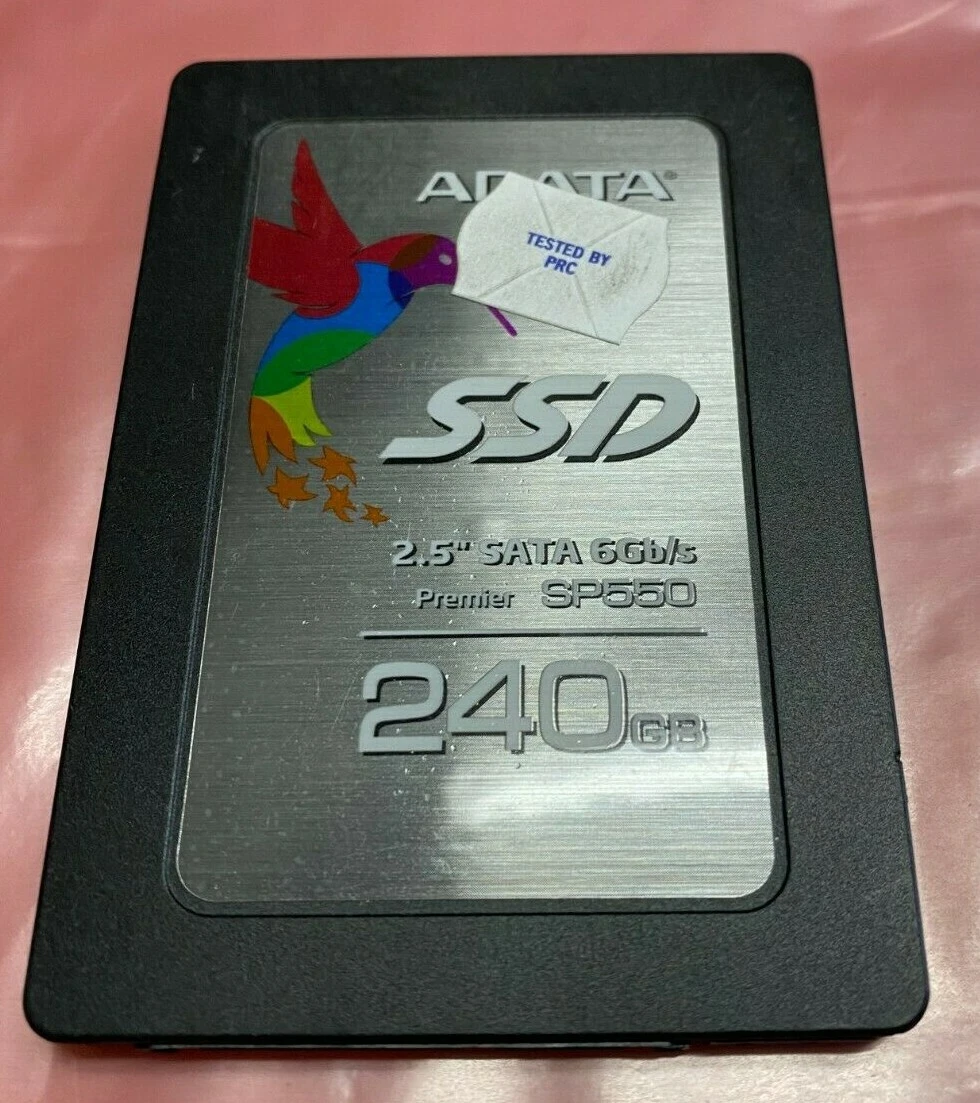 ADATA®
TESTED BY
PRC
SSD
2.5" SATA 6Gb/s
Premier SP550
240GB